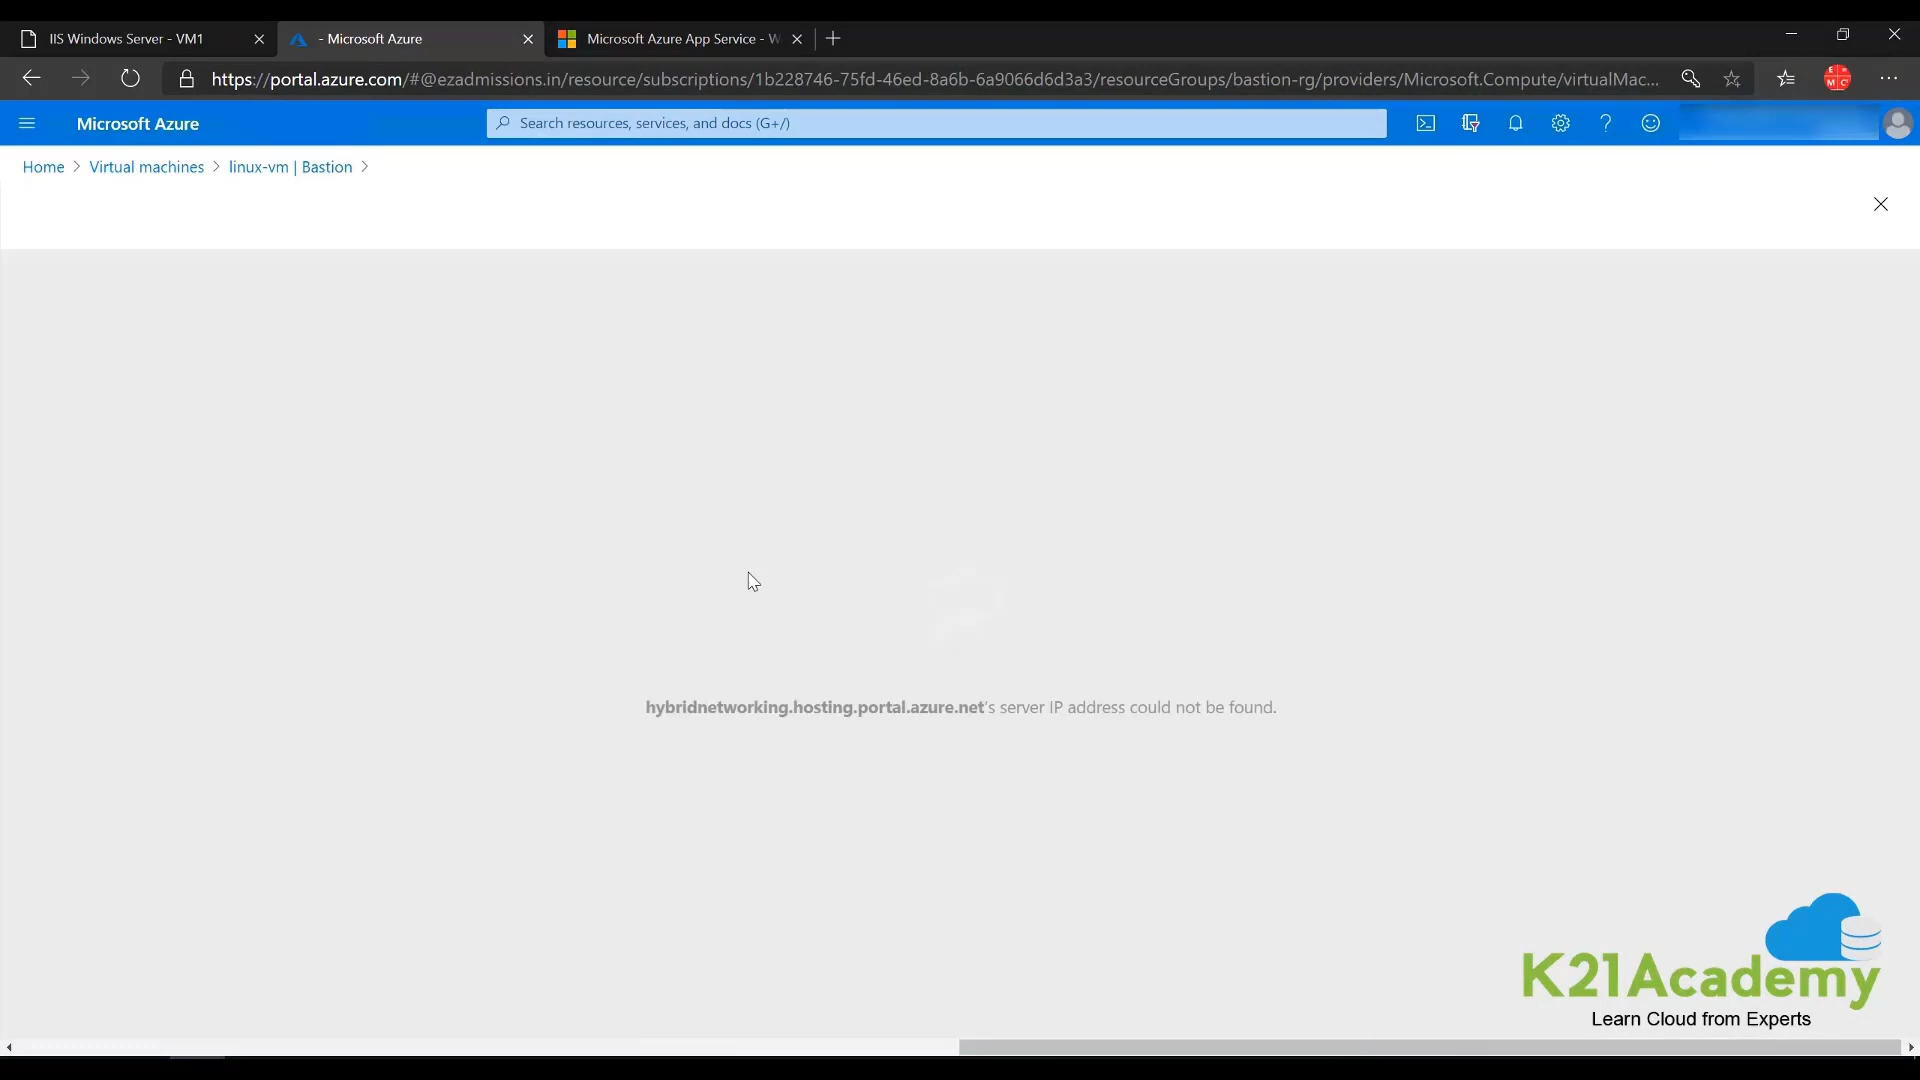 IIS Windows Server - VM1
- Microsoft Azure
Microsoft Azure App Service - W
https://portal.azure.com/#@ezadmissions.in/resource/subscriptions/1b228746-75fd-46ed-8a6b-6a9066d6d3a3/resourceGroups/bastion-rg/providers/Microsoft.Compute/virtualMac...
Microsoft Azure
Search resources, services, and docs (G+/)
Home > Virtual machines > linux-vm | Bastion >
hybridnetworking.hosting.portal.azure.net's server IP address could not be found.
K21Academy
Learn Cloud from Experts